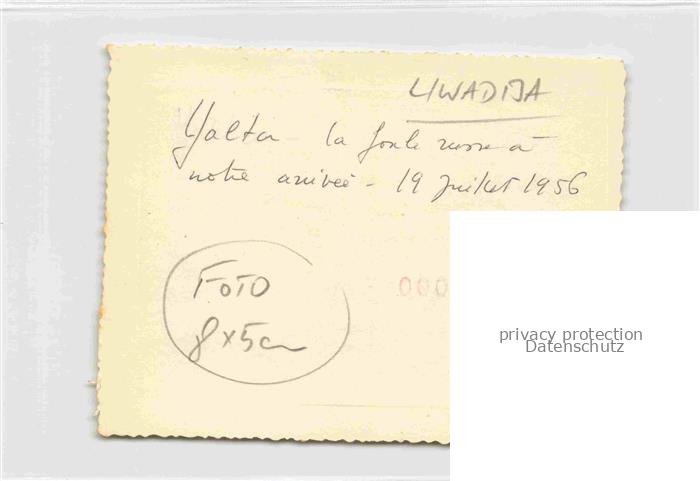 LIWADIJA
Yalta - la foule russe à
notre arrivée - 19 Juillet 1956
000
FOTO
8x5cm
privacy protection
Datenschutz